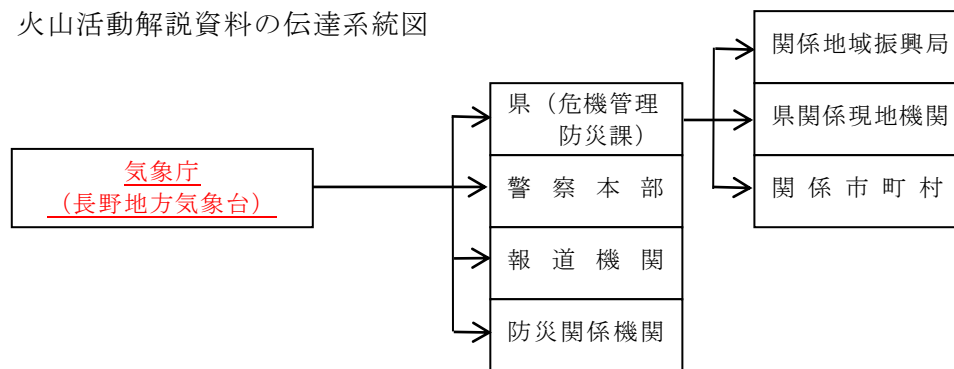 火山活動解説資料の伝達系統図
気象庁
（長野地方気象台）
県（危機管理
防災課）
警察本部
報道機関
防災関係機関
関係地域振興局
県関係現地機関
関係市町村